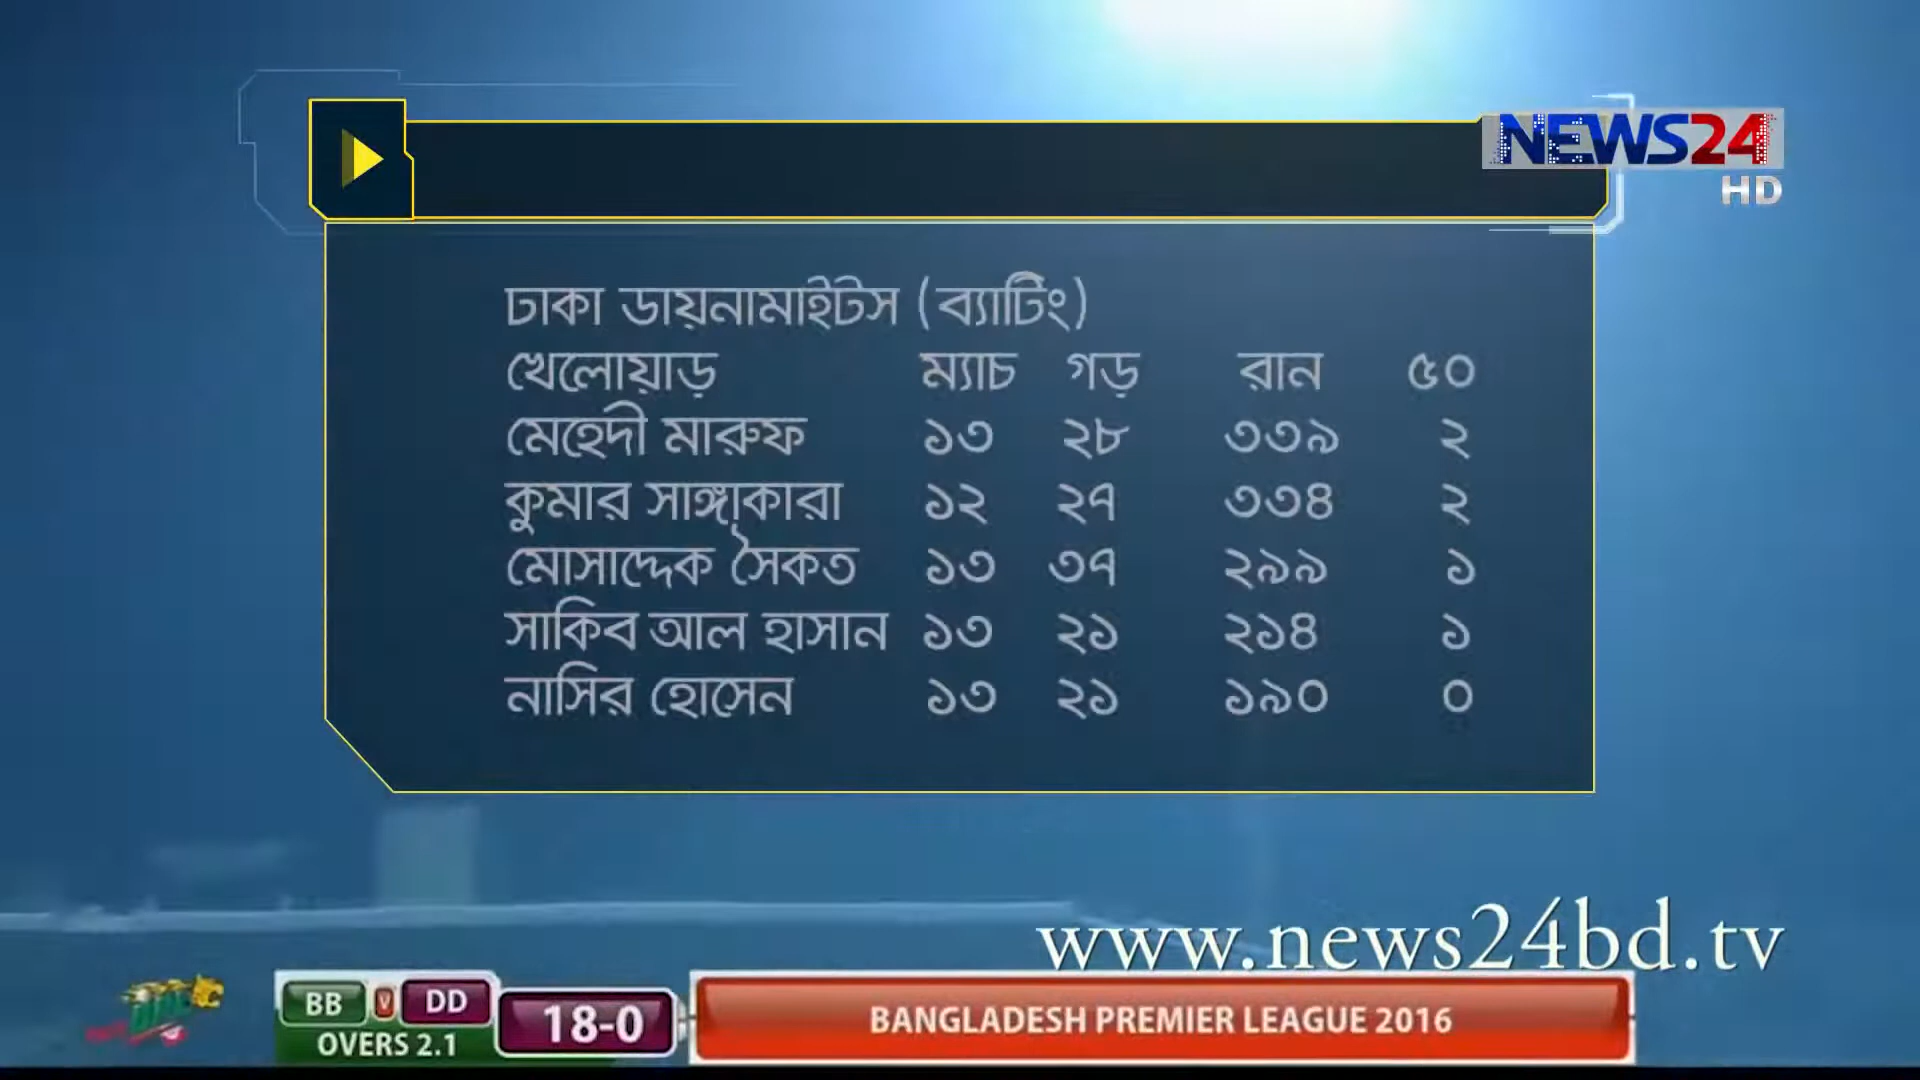 NEWS24
HD
ঢাকা ডায়নামাইটস (ব্যাটিং)
খেলোয়াড় ম্যাচ গড় রান ৫০
মেহেদী মারুফ ১৩ ২৮ ৩৩৯ ২
কুমার সাঙ্গাকারা ১২ ২৭ ৩৩৪ ২
মোসাদ্দেক সৈকত ১৩ ৩৭ ২৯৯ ১
সাকিব আল হাসান ১৩ ২১ ২১৪ ১
নাসির হোসেন ১৩ ২১ ১৯০ ০
www.news24bd.tv
BB V DD 18-0
OVERS 2.1
BANGLADESH PREMIER LEAGUE 2016